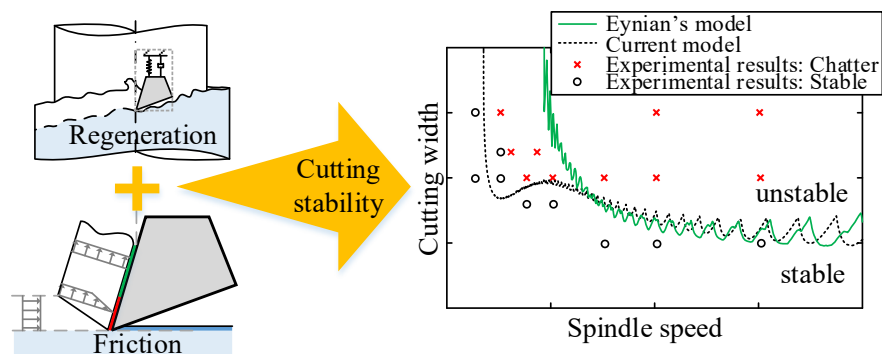 Regeneration
Friction
Cutting
stability
Eynian’s model
Current model
Experimental results: Chatter
Experimental results: Stable
Cutting width
unstable
stable
Spindle speed